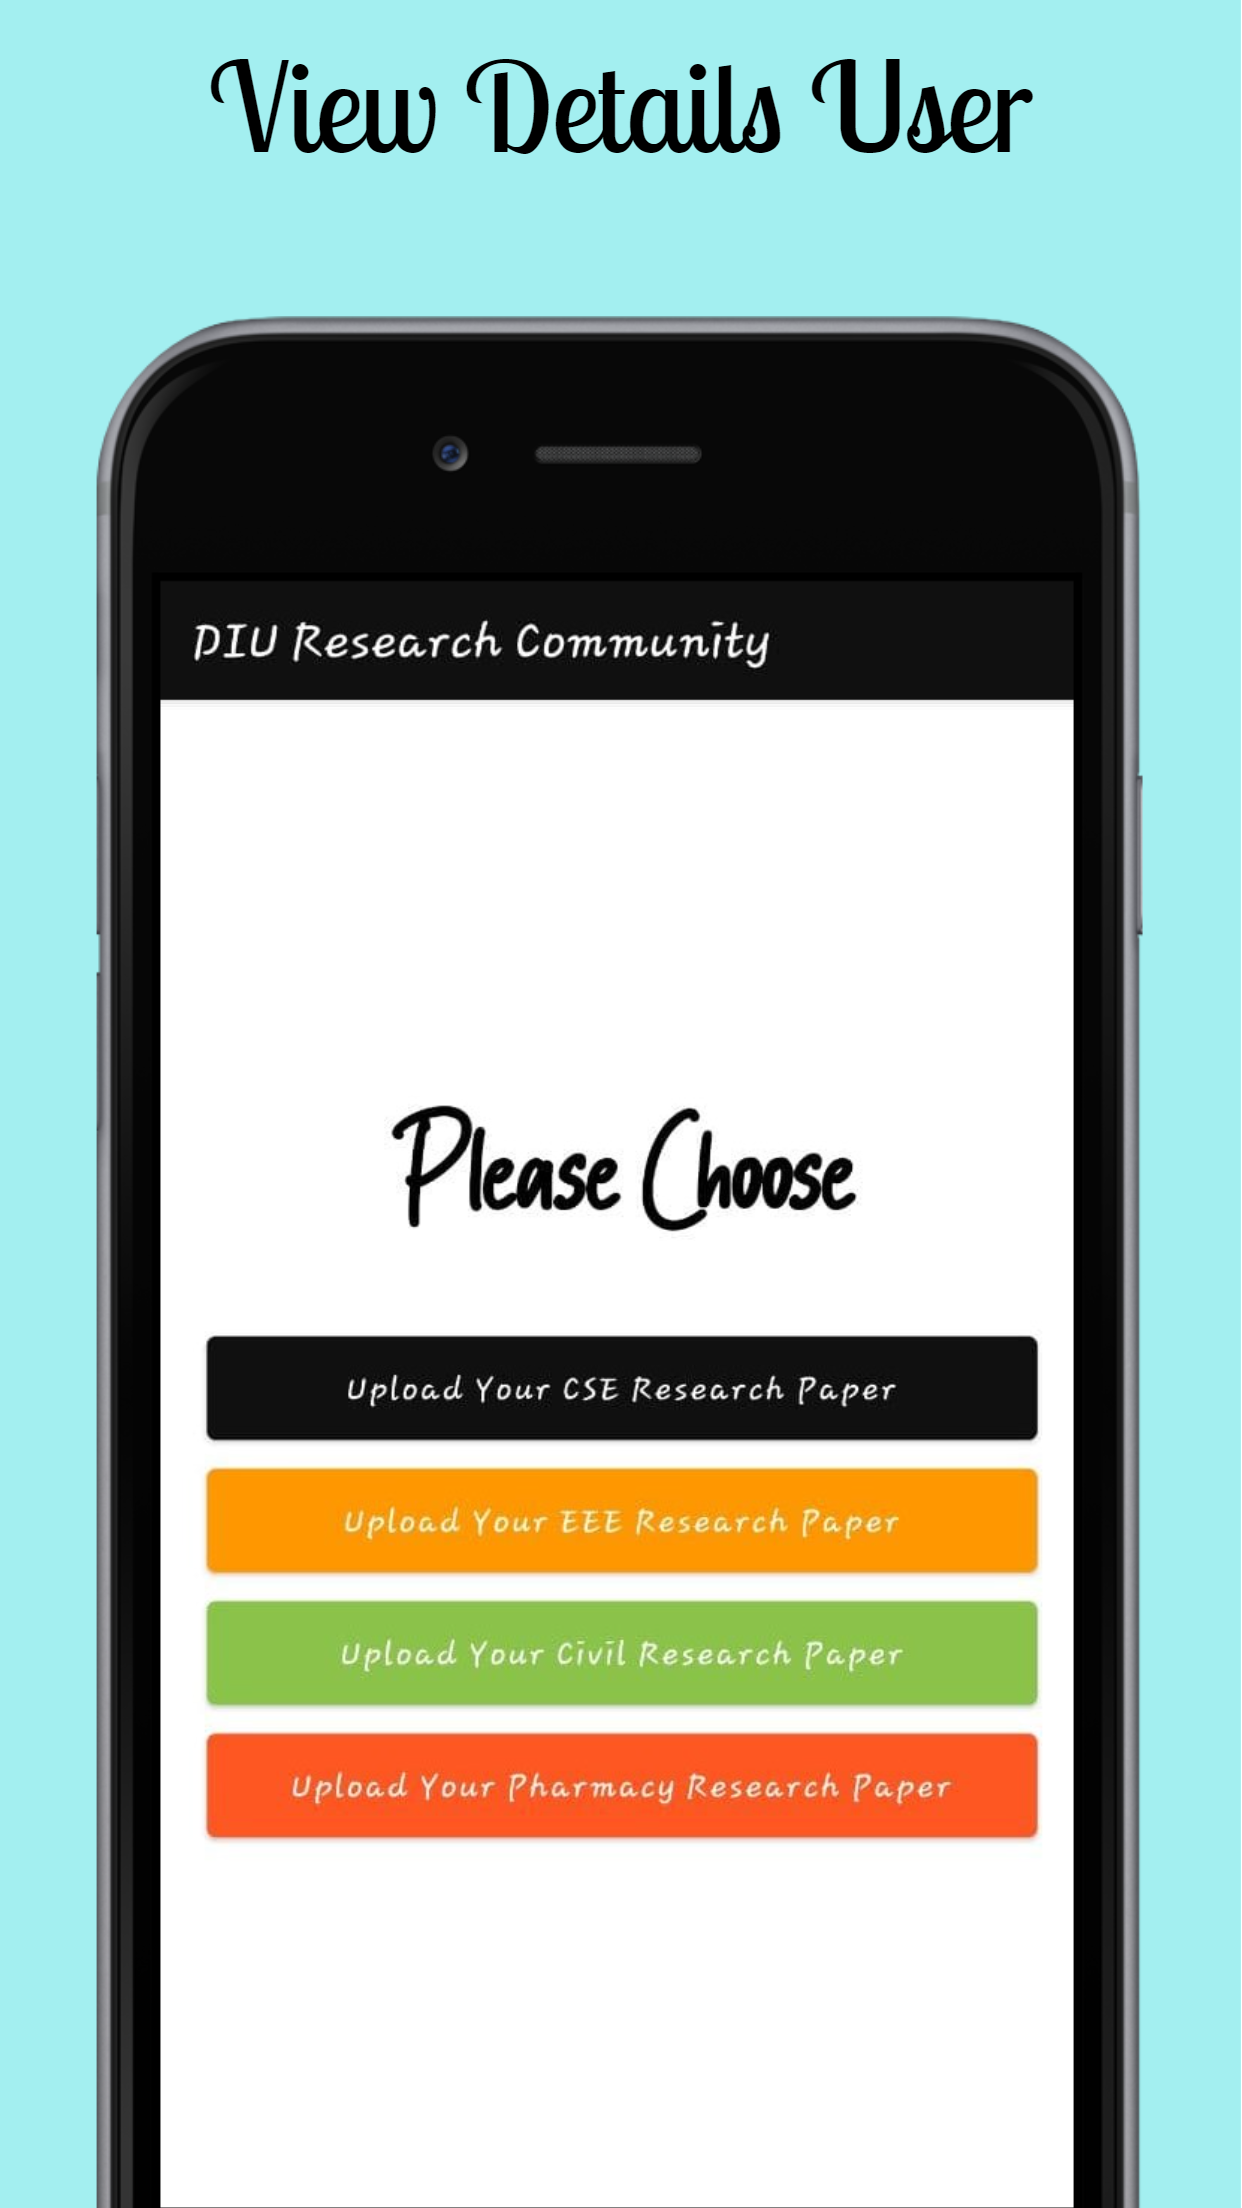 View Details User
DIU Research Community
Please Choose
Upload Your CSE Research Paper
Upload Your EEE Research Paper
Upload Your Civil Research Paper
Upload Your Pharmacy Research Paper